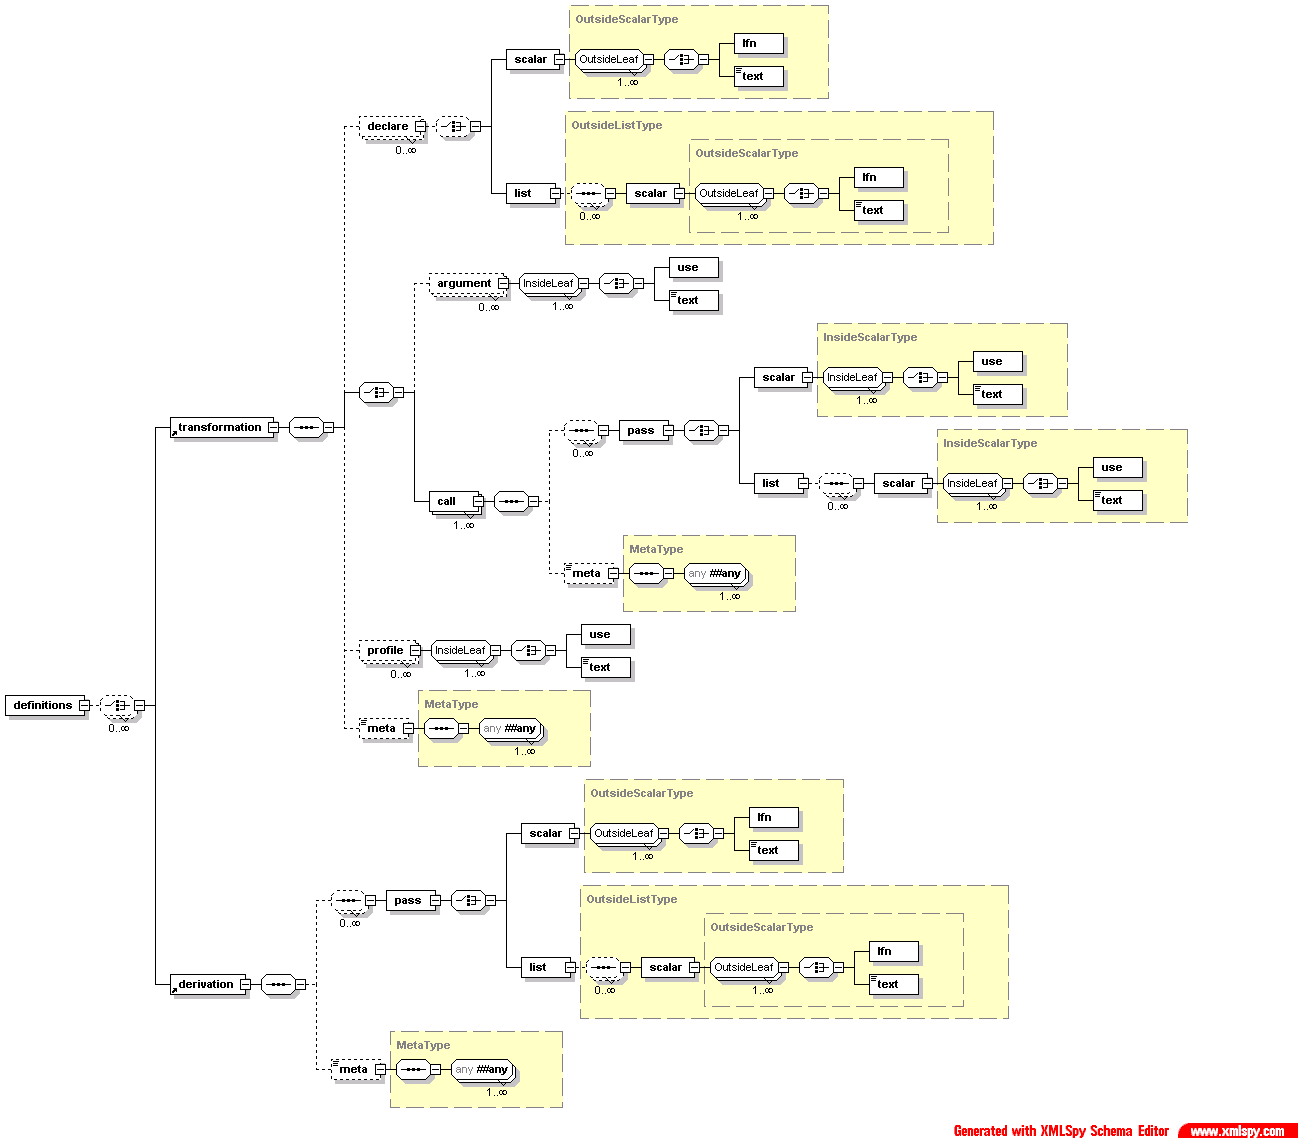 OutsideScalarType
lfn
scalar
OutsideLeaf
text
1..∞
OutsideListType
declare
0..∞
OutsideScalarType
lfn
list
scalar
OutsideLeaf
text
0..∞
1..∞
use
argument
InsideLeaf
text
0..∞
1..∞
InsideScalarType
use
scalar
InsideLeaf
text
1..∞
transformation
pass
0..∞
InsideScalarType
use
list
scalar
InsideLeaf
text
0..∞
1..∞
call
1..∞
MetaType
meta
any ##any
1..∞
use
profile
InsideLeaf
text
0..∞
1..∞
definitions
0..∞
MetaType
meta
any ##any
1..∞
OutsideScalarType
lfn
scalar
OutsideLeaf
text
1..∞
OutsideListType
pass
0..∞
OutsideScalarType
lfn
list
scalar
OutsideLeaf
text
0..∞
1..∞
derivation
MetaType
meta
any ##any
1..∞
Generated with XMLSpy Schema Editor www.xmlspy.com